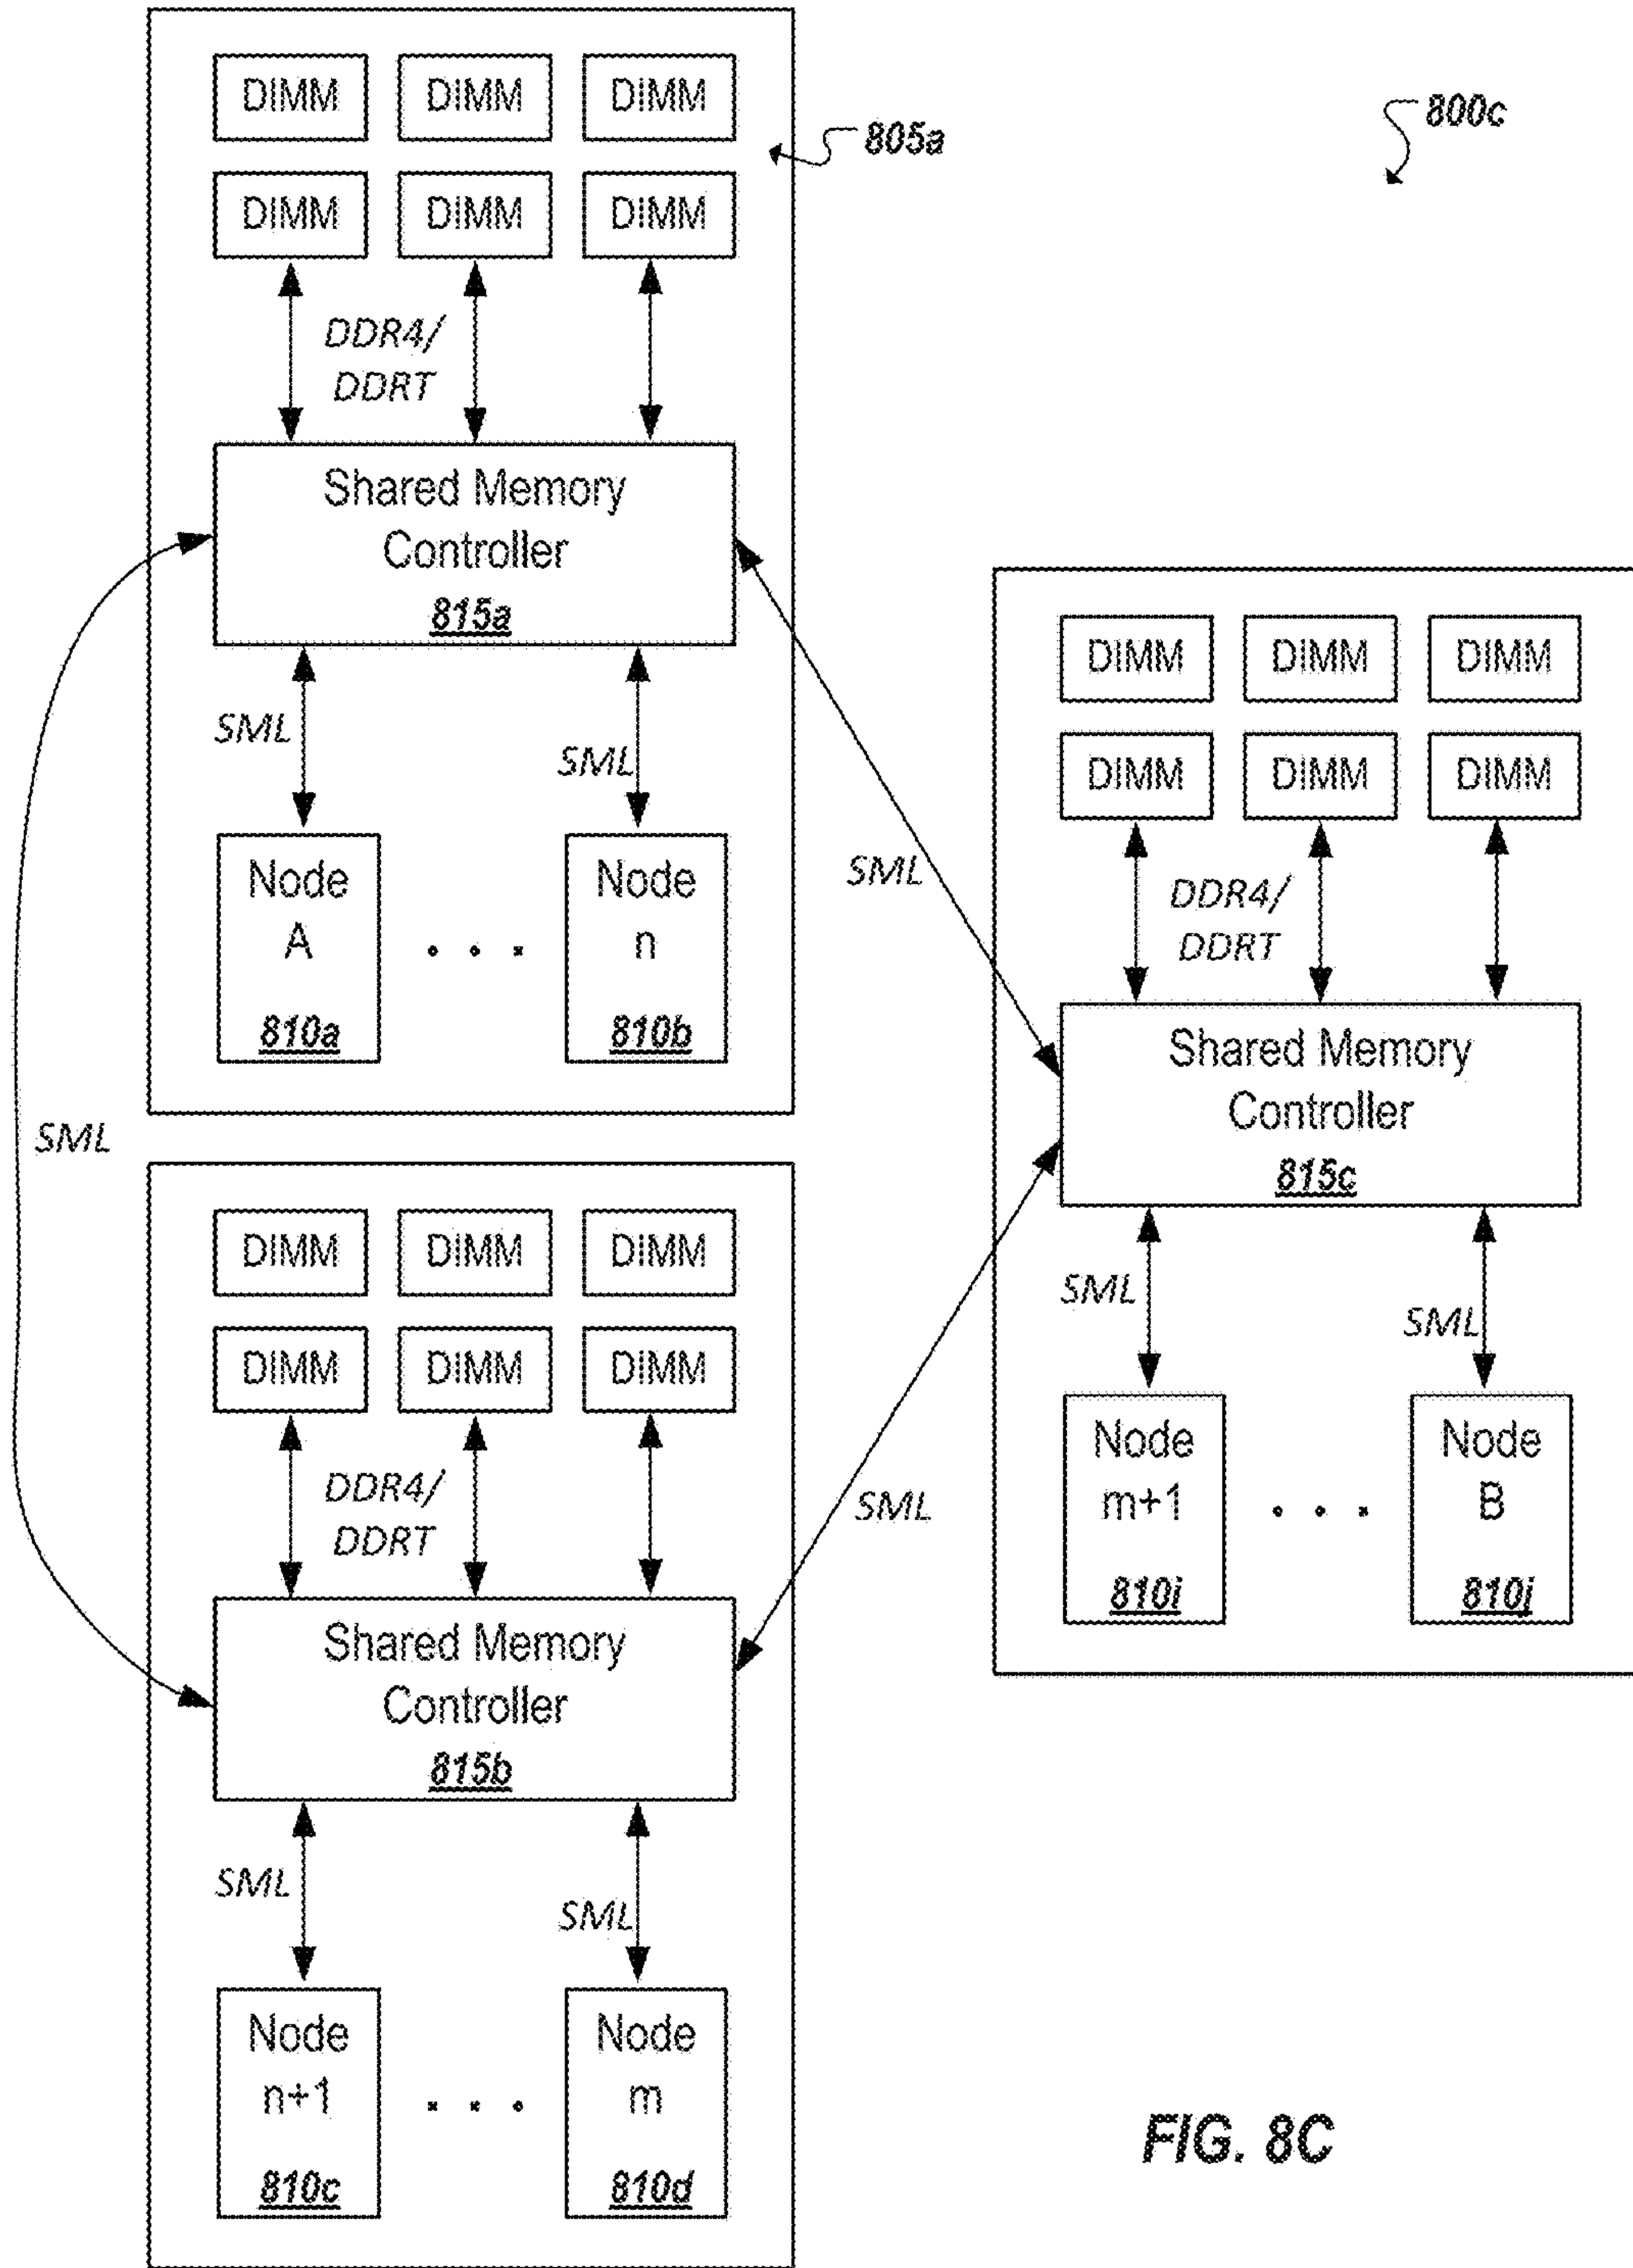 DIMM DIMM DIMM
DIMM DIMM DIMM
805a
800c
DDR4/
DDRT
Shared Memory
Controller
815a
SML
SML
Node
A
810a
. . .
Node
n
810b
SML
SML
DIMM DIMM DIMM
DIMM DIMM DIMM
DDR4/
DDRT
Shared Memory
Controller
815c
SML
SML
Node
m+1
810i
. . .
Node
B
810j
SML
DIMM DIMM DIMM
DIMM DIMM DIMM
DDR4/
DDRT
Shared Memory
Controller
815b
SML
SML
Node
n+1
810c
. . .
Node
m
810d
FIG. 8C